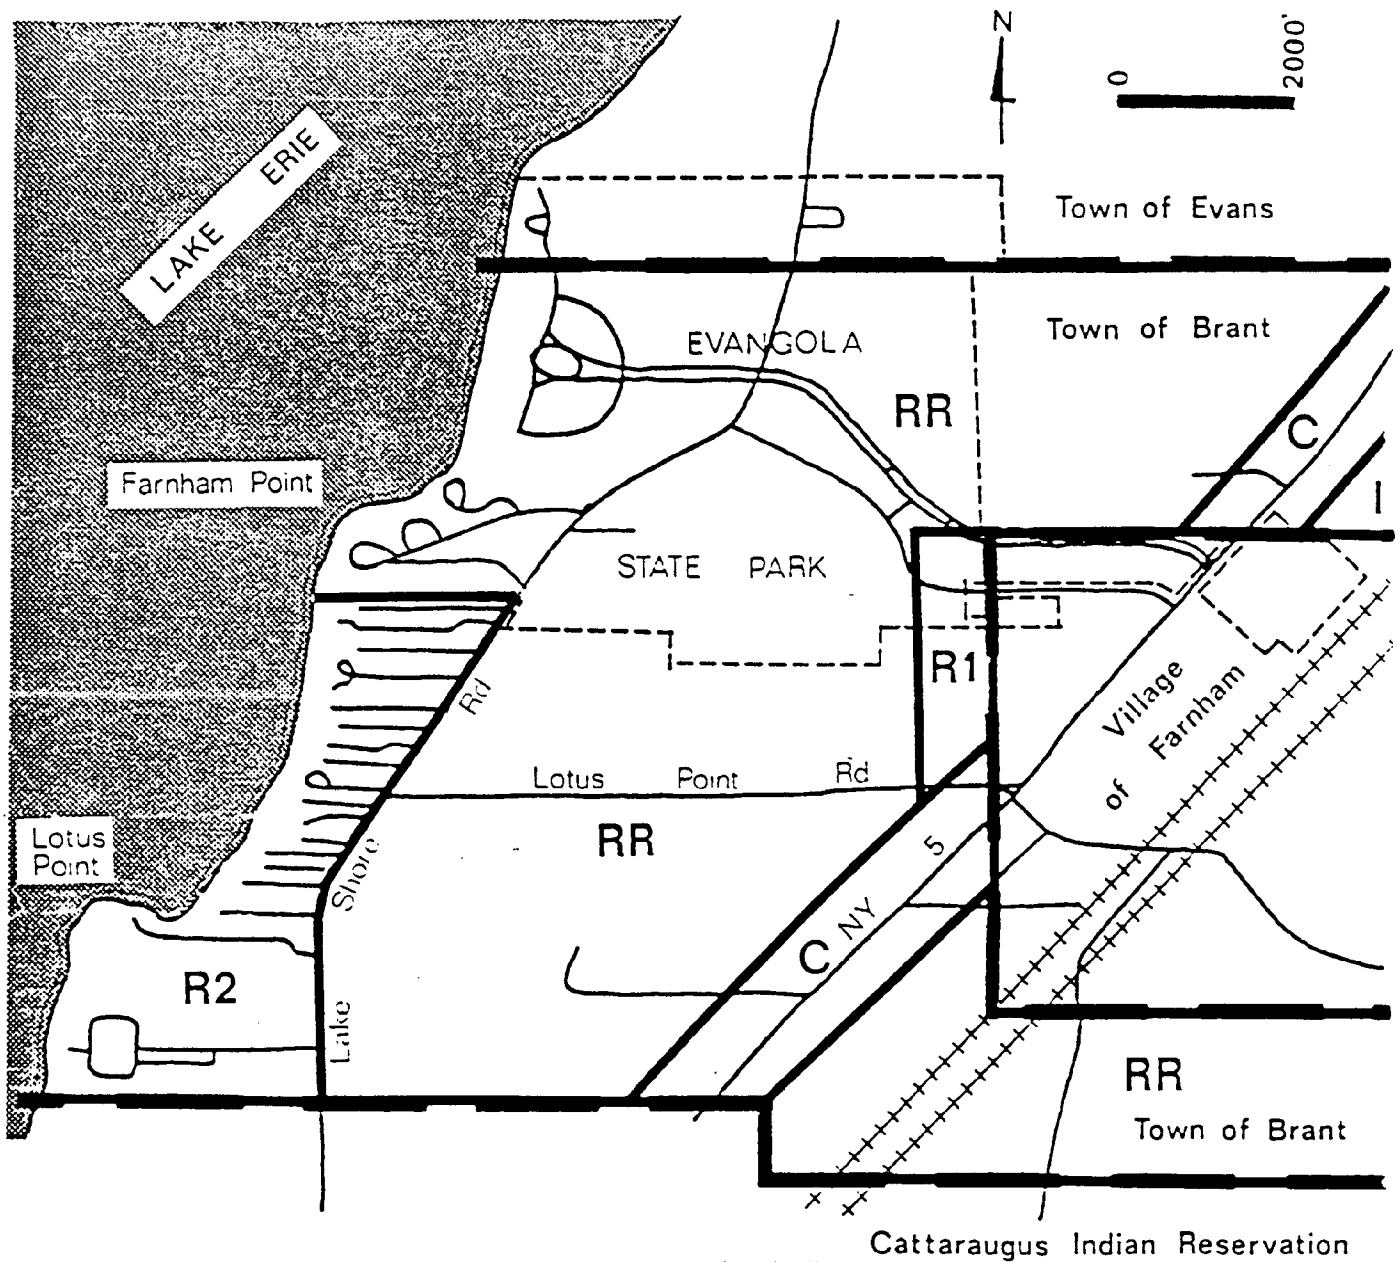 N
0
2000'
LAKE ERIE
Town of Evans
Town of Brant
EVANGOLA
RR
C
Farnham Point
I
STATE PARK
R1
Rd
Village
of Farnham
Lotus Point Rd
RR
5
Lotus
Point
Shore
NY
C
R2
Lake
RR
Town of Brant
Cattaraugus Indian Reservation